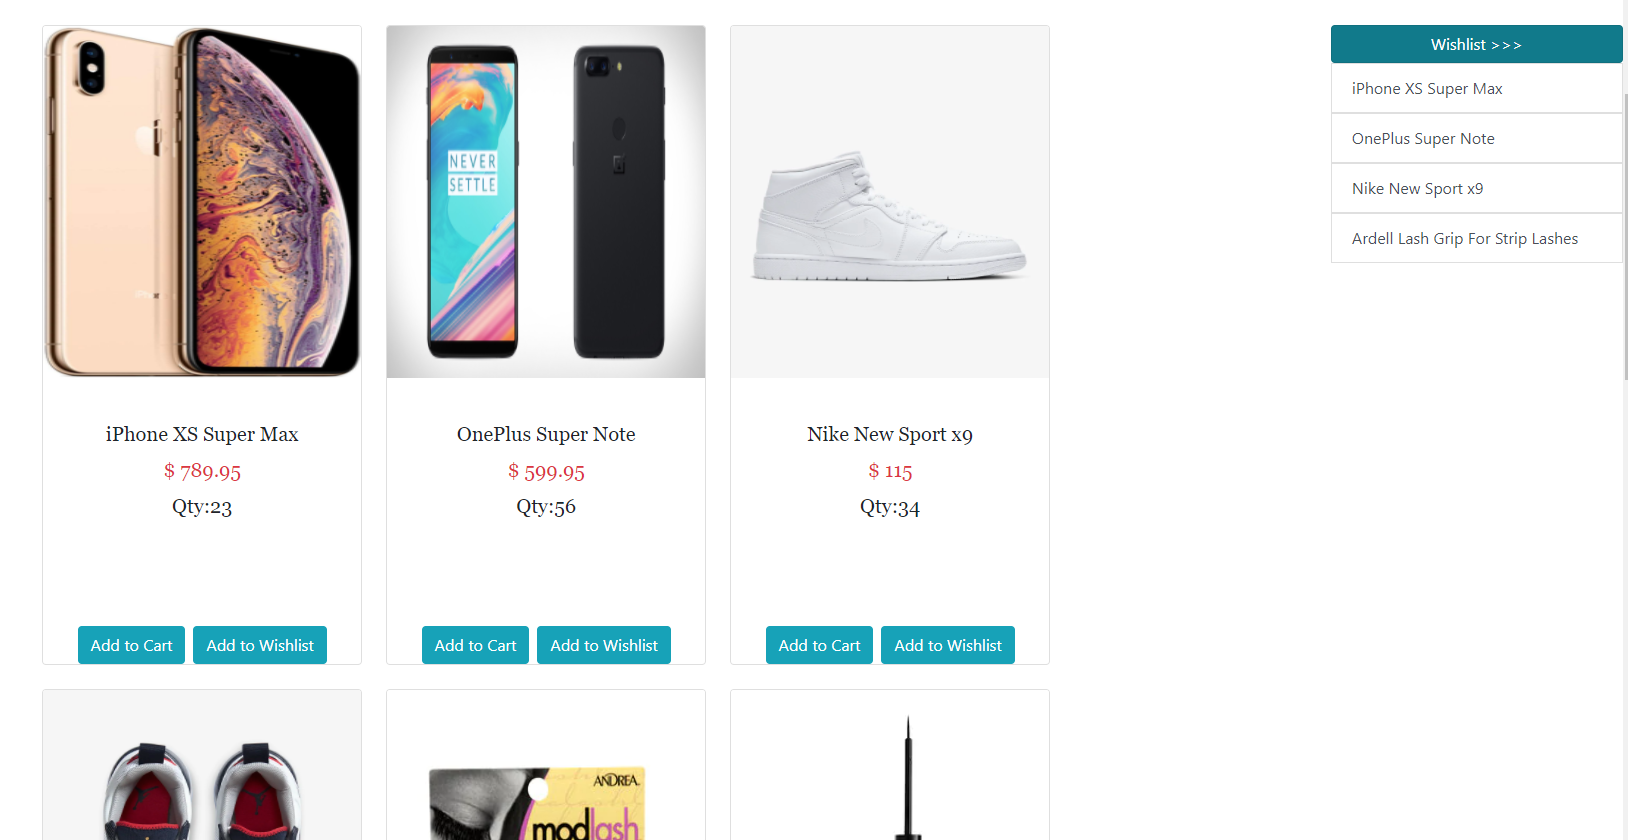 NEVER
SETTLE
iPhone XS Super Max
$ 789.95
Qty:23
Add to Cart
Add to Wishlist
OnePlus Super Note
$ 599.95
Qty:56
Add to Cart
Add to Wishlist
Nike New Sport x9
$ 115
Qty:34
Add to Cart
Add to Wishlist
ANDREA
modlash
Wishlist >>>
iPhone XS Super Max
OnePlus Super Note
Nike New Sport x9
Ardell Lash Grip For Strip Lashes